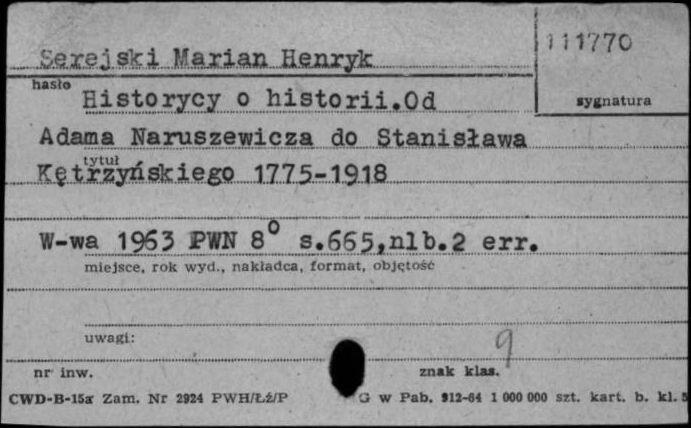 Serejski Marian Henryk
111770
hasło
sygnatura
Historycy o historii.Od
Adama Naruszewicza do Stanisława
tytuł
Kętrzyńskiego 1775-1918
W-wa 1963 PWN 8° s.665,nlb.2 err.
miejsce, rok wyd., nakładca, format, objętość
uwagi:
9
nr inw.
znak klas.
CWD-B-15a Zam. Nr 2924 PWH/Łź/P G w Pab. 912-64 1 000 000 szt. kart. b. kl. 5